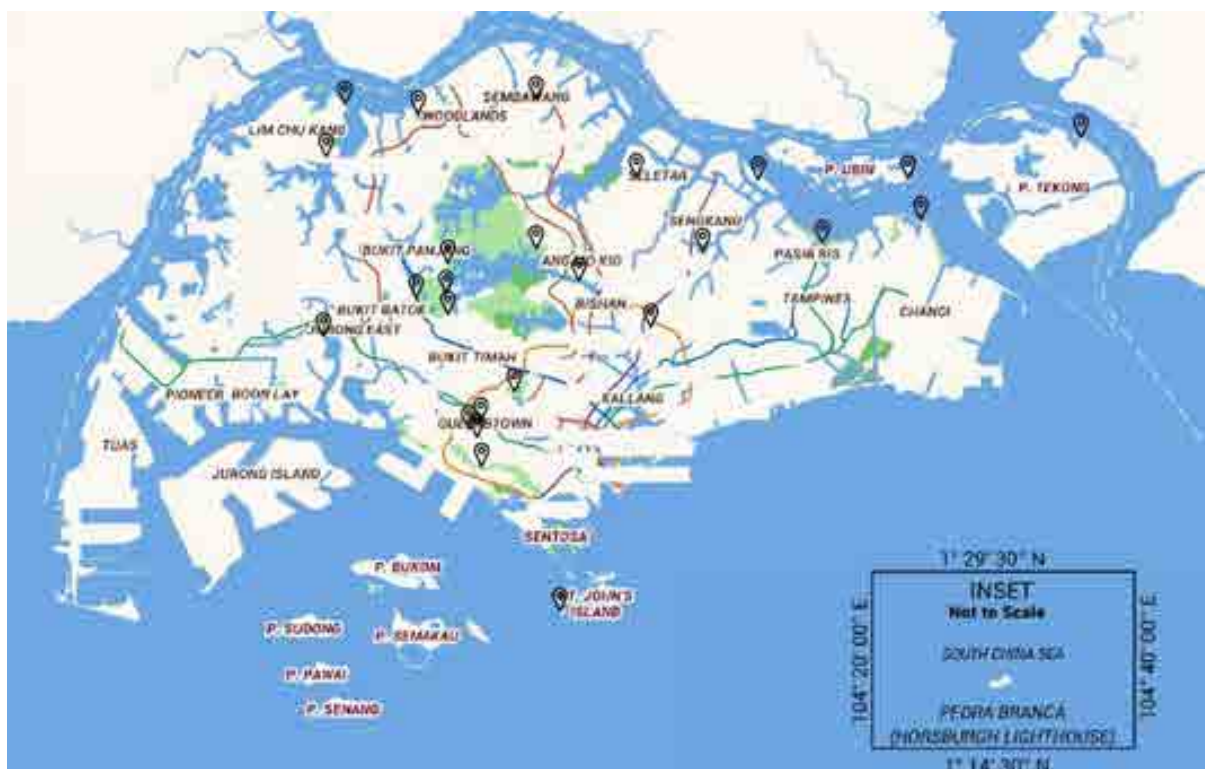 SEMBAWANG
WOODLANDS
LIM CHU KANG
SELETAR
P. UBIN
P. TEKONG
SENGKANG
BUKIT PANJANG
ANG MO KIO
PASIR RIS
TAMPINES
CHANGI
BISHAN
BUKIT BATOK
JURONG EAST
BUKIT TIMAH
PIONEER
BOON LAY
KALLANG
QUEENSTOWN
TUAS
JURONG ISLAND
SENTOSA
P. BUKOM
ST. JOHN'S
ISLAND
P. SUDONG
P. SEMAKAU
P. PAWAI
P. SENANG
1° 29' 30" N
INSET
Not to Scale
104° 20' 00" E
104° 40' 00" E
SOUTH CHINA SEA
PEDRA BRANCA
(HORSBURGH LIGHTHOUSE)
1° 14' 30" N